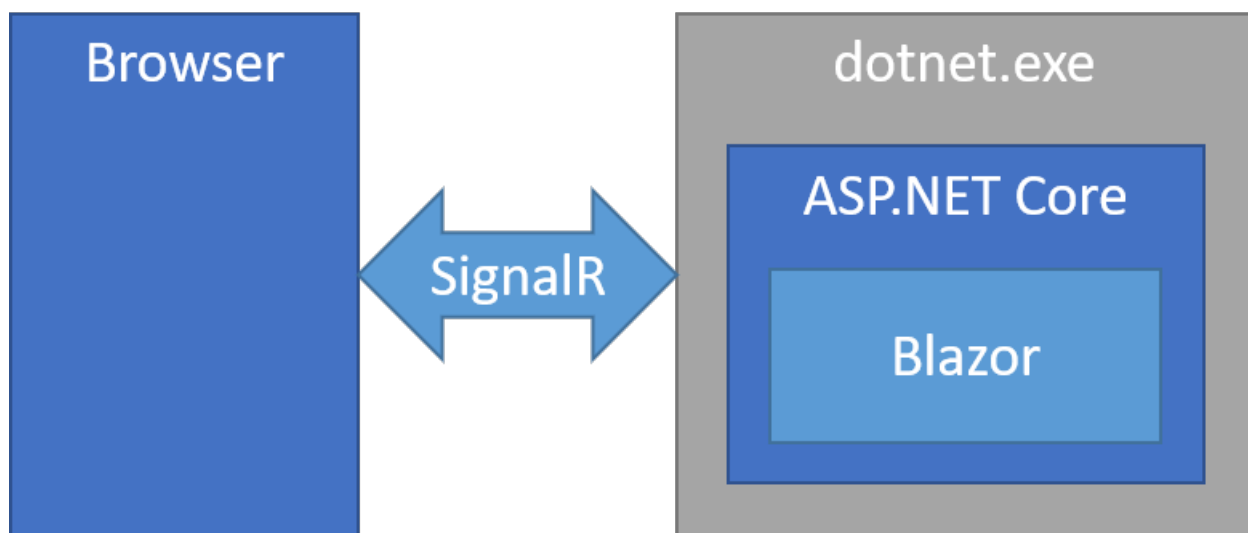 Browser
SignalR
dotnet.exe
ASP.NET Core
Blazor